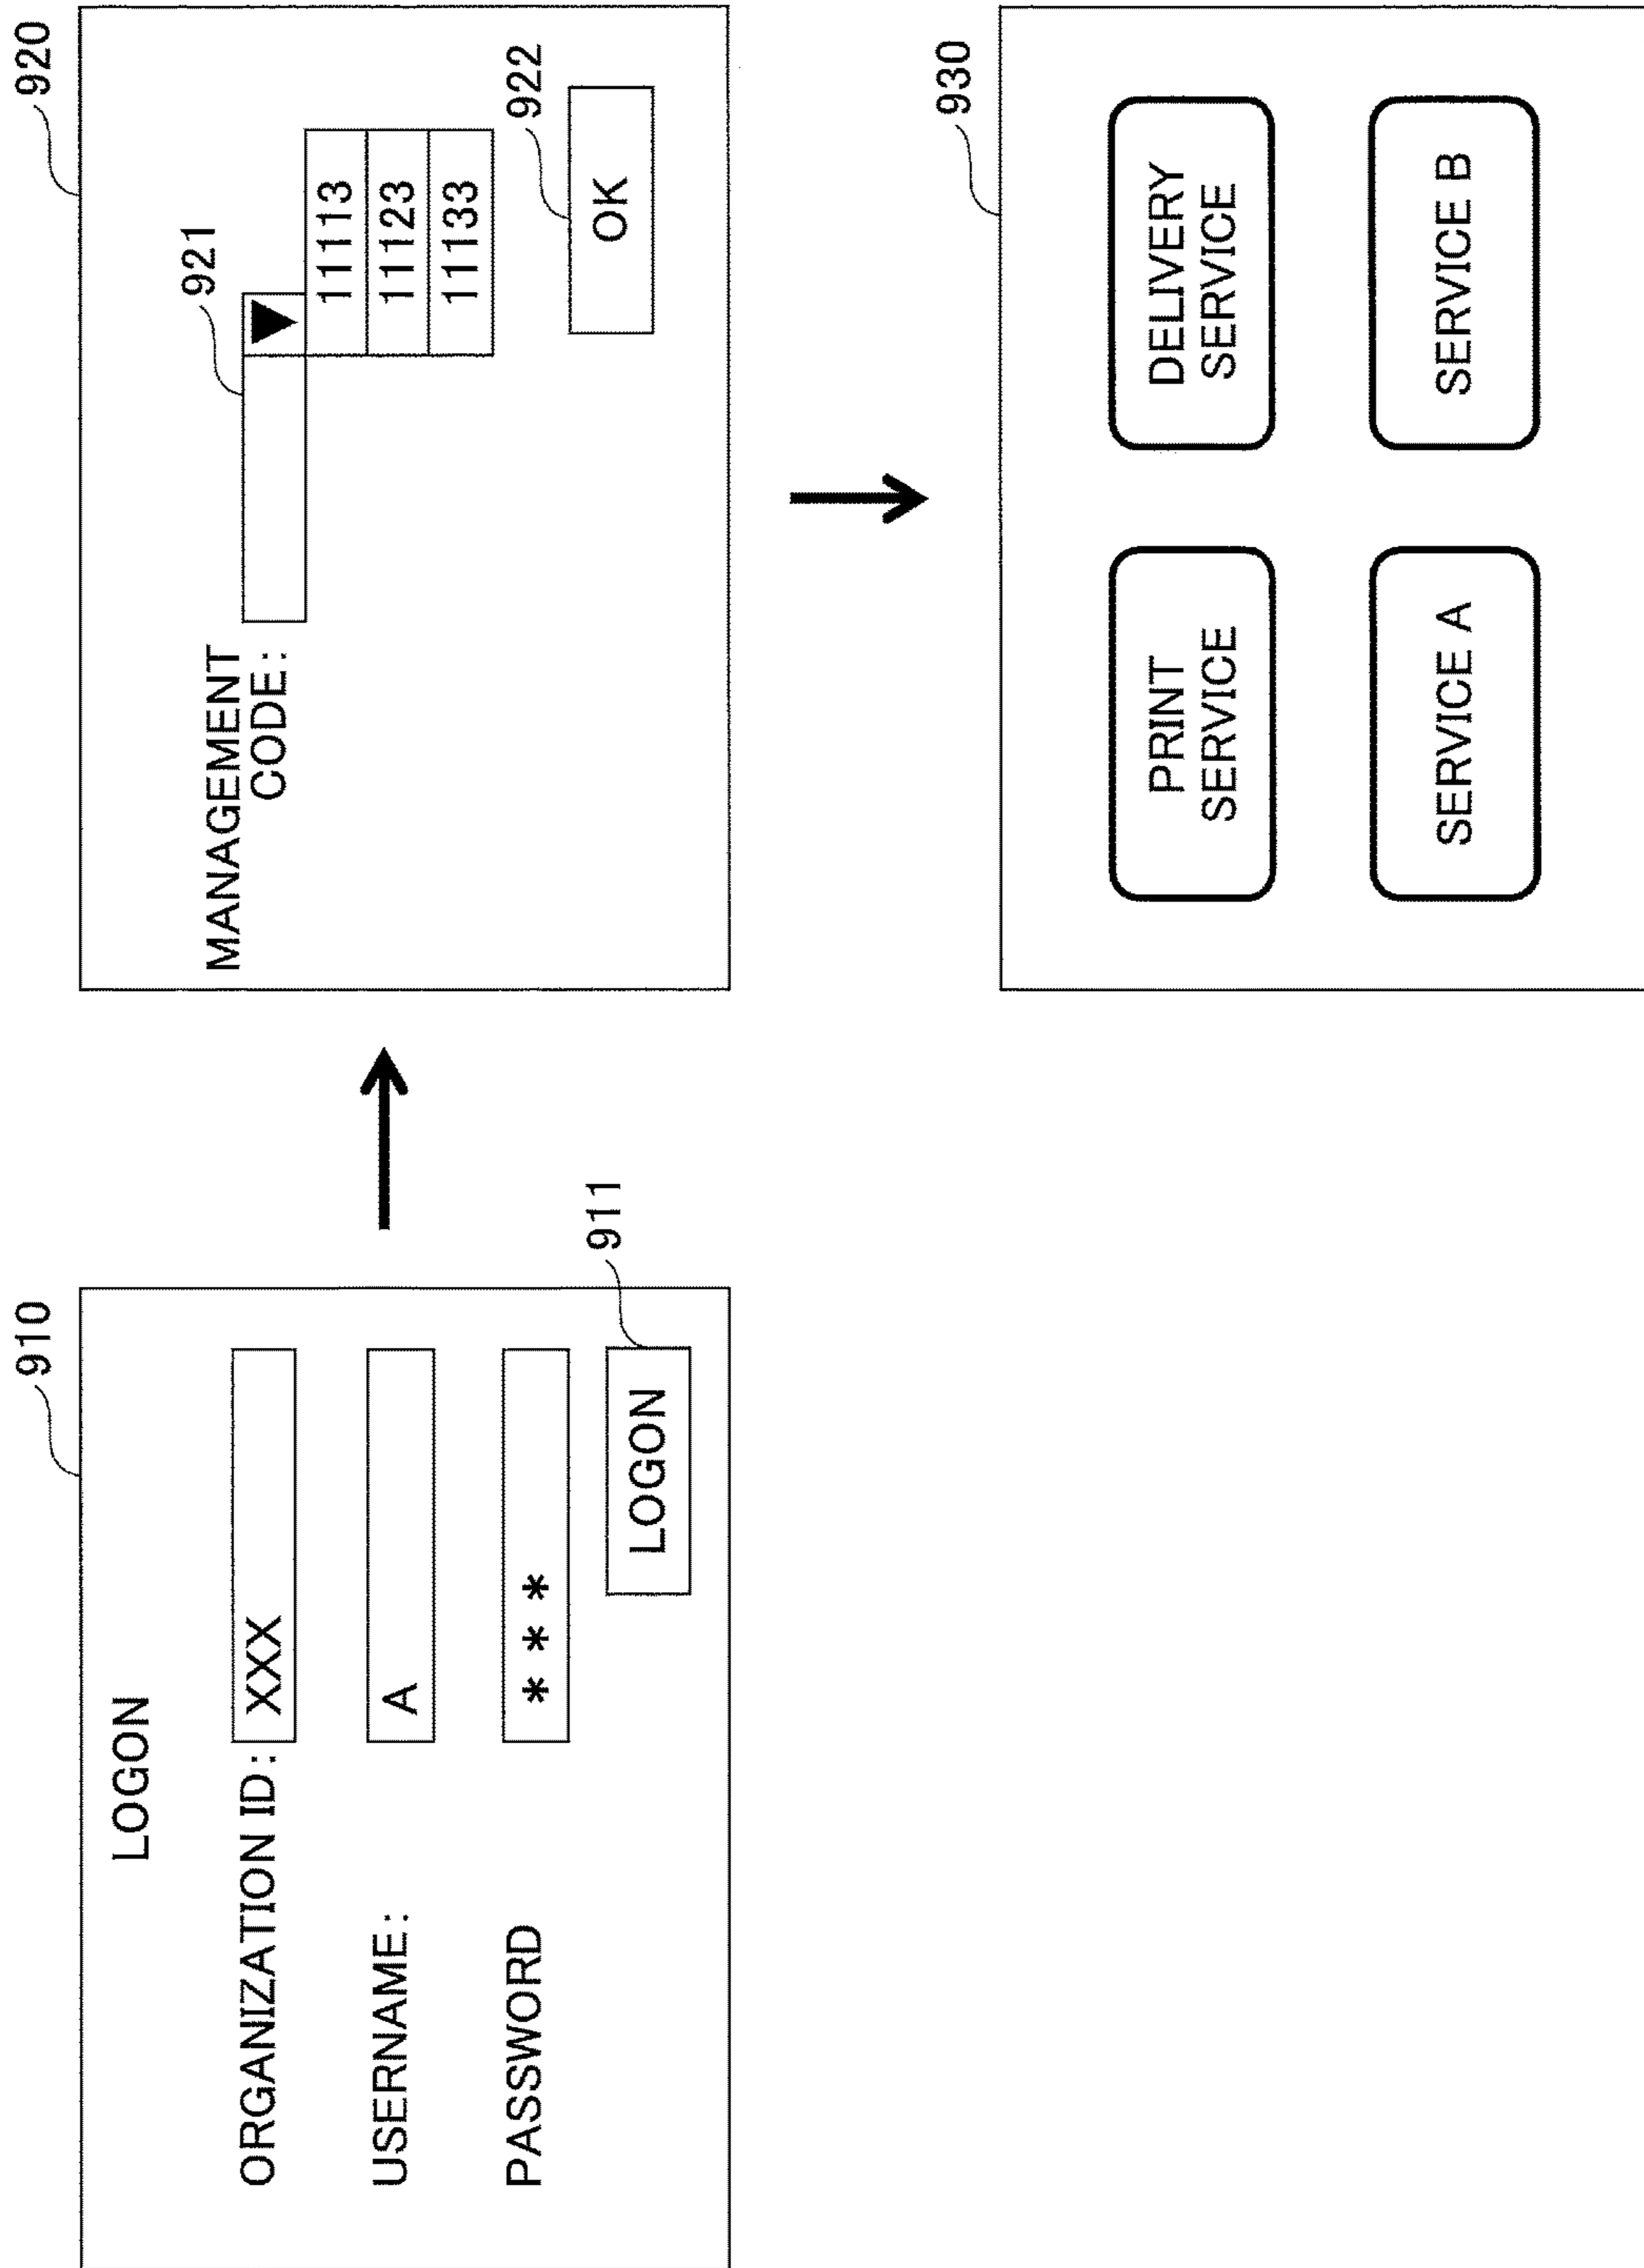 910
LOGON
ORGANIZATION ID: XXX
USERNAME: A
PASSWORD ***
LOGON
911
920
921
MANAGEMENT
CODE:
▼
11113
11123
11133
922
OK
930
PRINT
SERVICE
DELIVERY
SERVICE
SERVICE A
SERVICE B